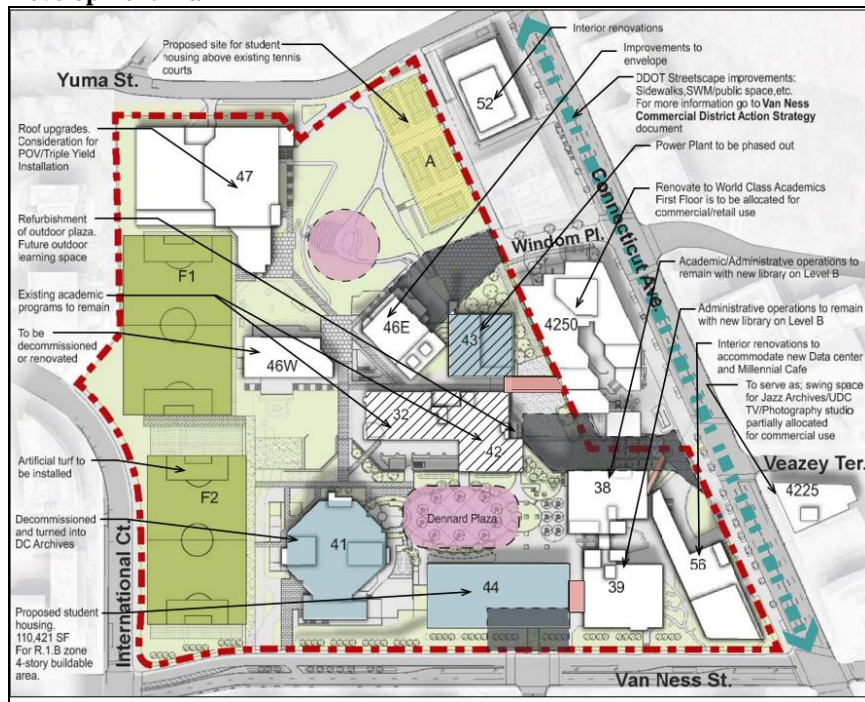 Yuma St.
Proposed site for student
housing above existing tennis
courts
Interior renovations
Improvements to
envelope
DDOT Streetscape improvements:
Sidewalks,SWM/public space,etc.
For more information go to Van Ness
Commercial District Action Strategy
document
Power Plant to be phased out
Renovate to World Class Academics
First Floor is to be allocated for
commercial/retail use
Academic/Administrative operations to
remain with new library on Level B
Administrative operations to remain
with new library on Level B
Interior renovations to
accommodate new Data center
and Millennial Cafe
To serve as; swing space
for Jazz Archives/UDC
TV/Photography studio
partially allocated
for commercial use
Roof upgrades.
Consideration for
POV/Triple Yield
Installation
Refurbishment
of outdoor plaza.
Future outdoor
learning space
Existing academic
programs to remain
To be
decommissioned
or renovated
Artificial turf to
be installed
Decommissioned
and turned into
DC Archives
Proposed student
housing.
110,421 SF
For R.1.B zone
4-story buildable
area.
52
47
A
F1
46E
43
4250
46W
32
42
F2
38
41
Dennard Plaza
44
39
56
4225
Windom Pl.
Connecticut Ave.
Veazey Ter.
International Ct.
Van Ness St.